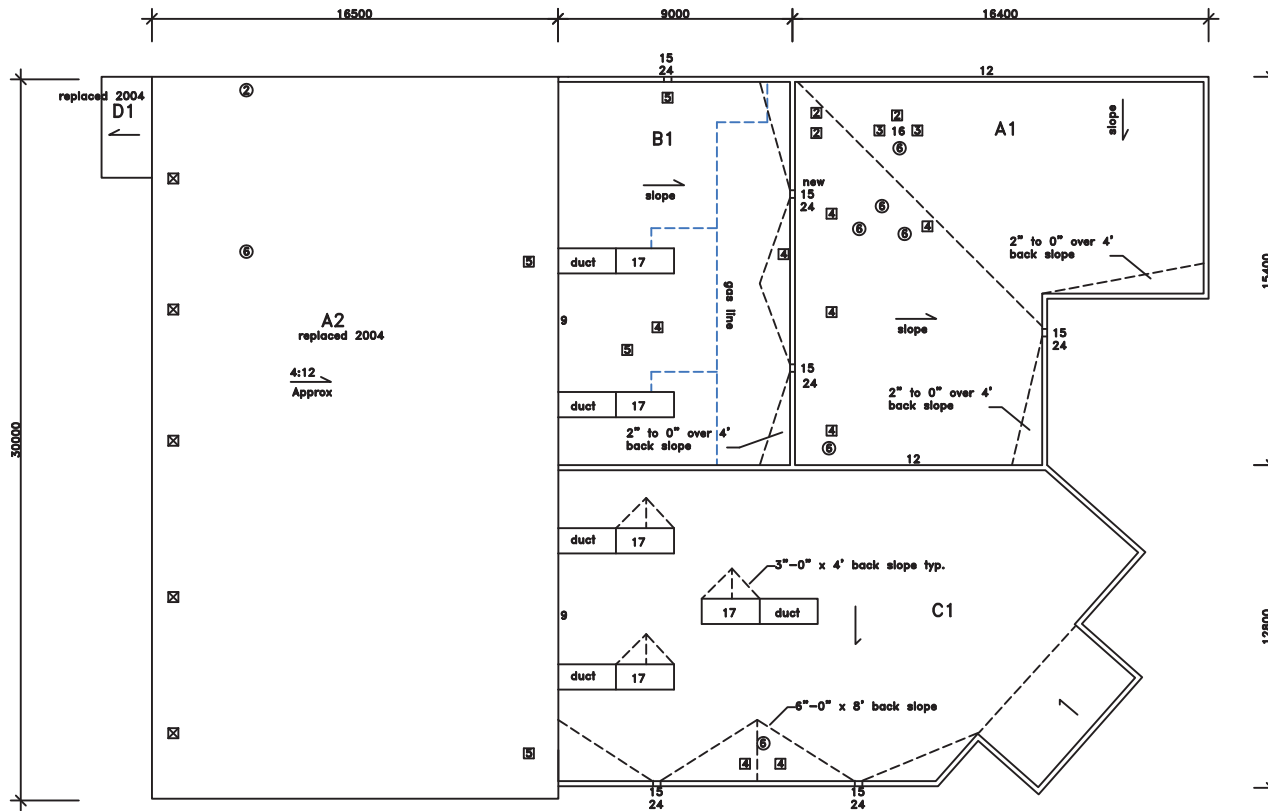 16500
9000
16400
15
24
12
replaced 2004
D1
2
5
B1
2
2
2
3
16
3
6
A1
slope
slope
new
15
24
4
6
6
6
4
2" to 0" over 4'
back slope
6
5
duct
17
4
gas line
15400
A2
replaced 2004
9
4
5
4
slope
15
24
4:12
Approx
15
24
duct
17
2" to 0" over 4'
back slope
2" to 0" over 4'
back slope
4
6
12
30000
duct
17
3"-0" x 4' back slope typ.
17
duct
C1
9
12800
duct
17
6"-0" x 8' back slope
1
6
4
4
5
15
24
15
24